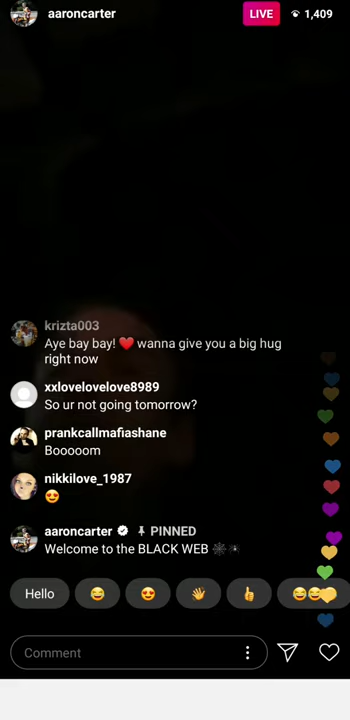 aaroncarter
LIVE 1,409
krizta003
Aye bay bay! ❤️ wanna give you a big hug
right now
xxlovelovelove8989
So ur not going tomorrow?
prankcallmafiashane
Booooom
nikkilove_1987
😍
aaroncarter PINNED
Welcome to the BLACK WEB 🕸️🕷️
Hello 😂 😍 👋 👍 😂😂
Comment